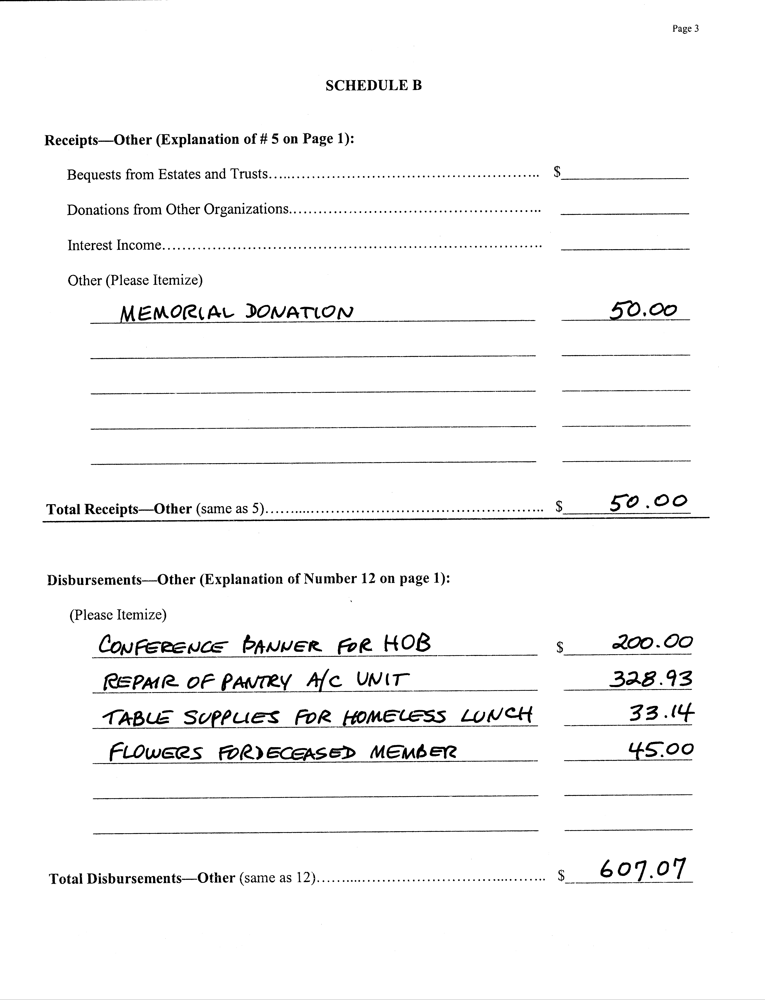 Page 3
SCHEDULE B
Receipts—Other (Explanation of # 5 on Page 1):
Bequests from Estates and Trusts........................................................ $
Donations from Other Organizations....................................................
Interest Income..............................................................................
Other (Please Itemize)
MEMORIAL DONATION 50.00
Total Receipts—Other (same as 5)......................................................... $ 50.00
Disbursements—Other (Explanation of Number 12 on page 1):
(Please Itemize)
CONFERENCE BANNER FOR HOB $ 200.00
REPAIR OF PANTRY A/C UNIT 328.93
TABLE SUPPLIES FOR HOMELESS LUNCH 33.14
FLOWERS FOR DECEASED MEMBER 45.00
Total Disbursements—Other (same as 12)............................................... $ 607.07